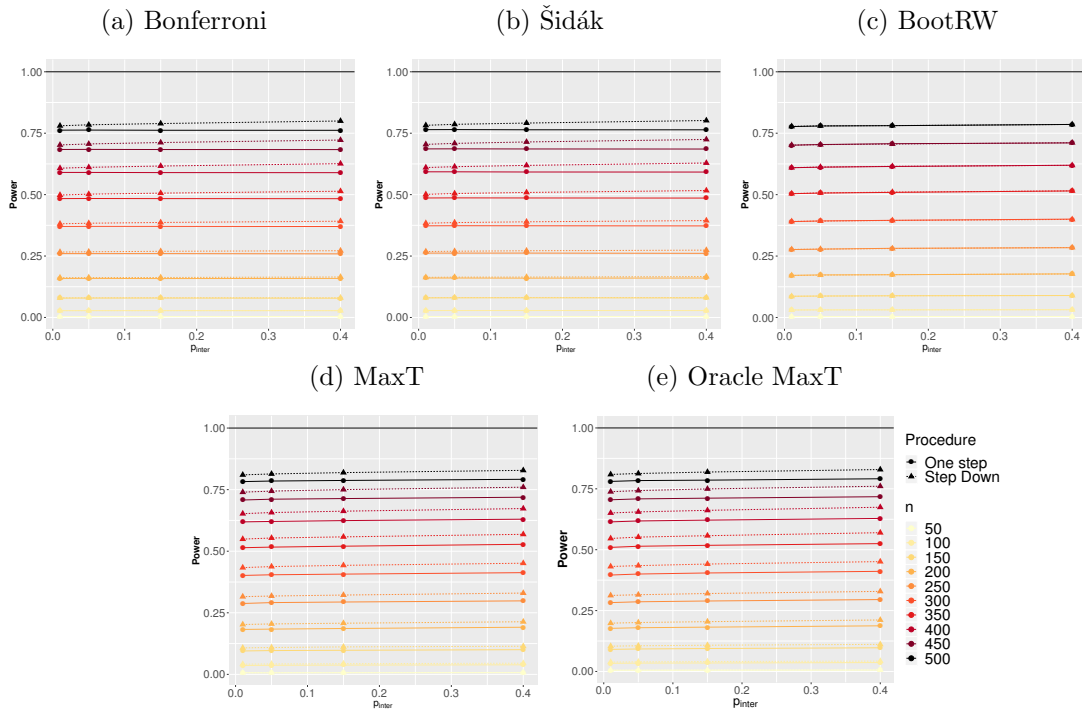 (a) Bonferroni
(b) Šidák
(c) BootRW
1.00
0.75
0.50
0.25
0.00
Power
0.0 0.1 0.2 0.3 0.4
pinter
1.00
0.75
0.50
0.25
0.00
Power
0.0 0.1 0.2 0.3 0.4
pinter
1.00
0.75
0.50
0.25
0.00
Power
0.0 0.1 0.2 0.3 0.4
pinter
(d) MaxT
(e) Oracle MaxT
1.00
0.75
0.50
0.25
0.00
Power
0.0 0.1 0.2 0.3 0.4
pinter
1.00
0.75
0.50
0.25
0.00
Power
0.0 0.1 0.2 0.3 0.4
pinter
Procedure
One step
Step Down
n
50
100
150
200
250
300
350
400
450
500